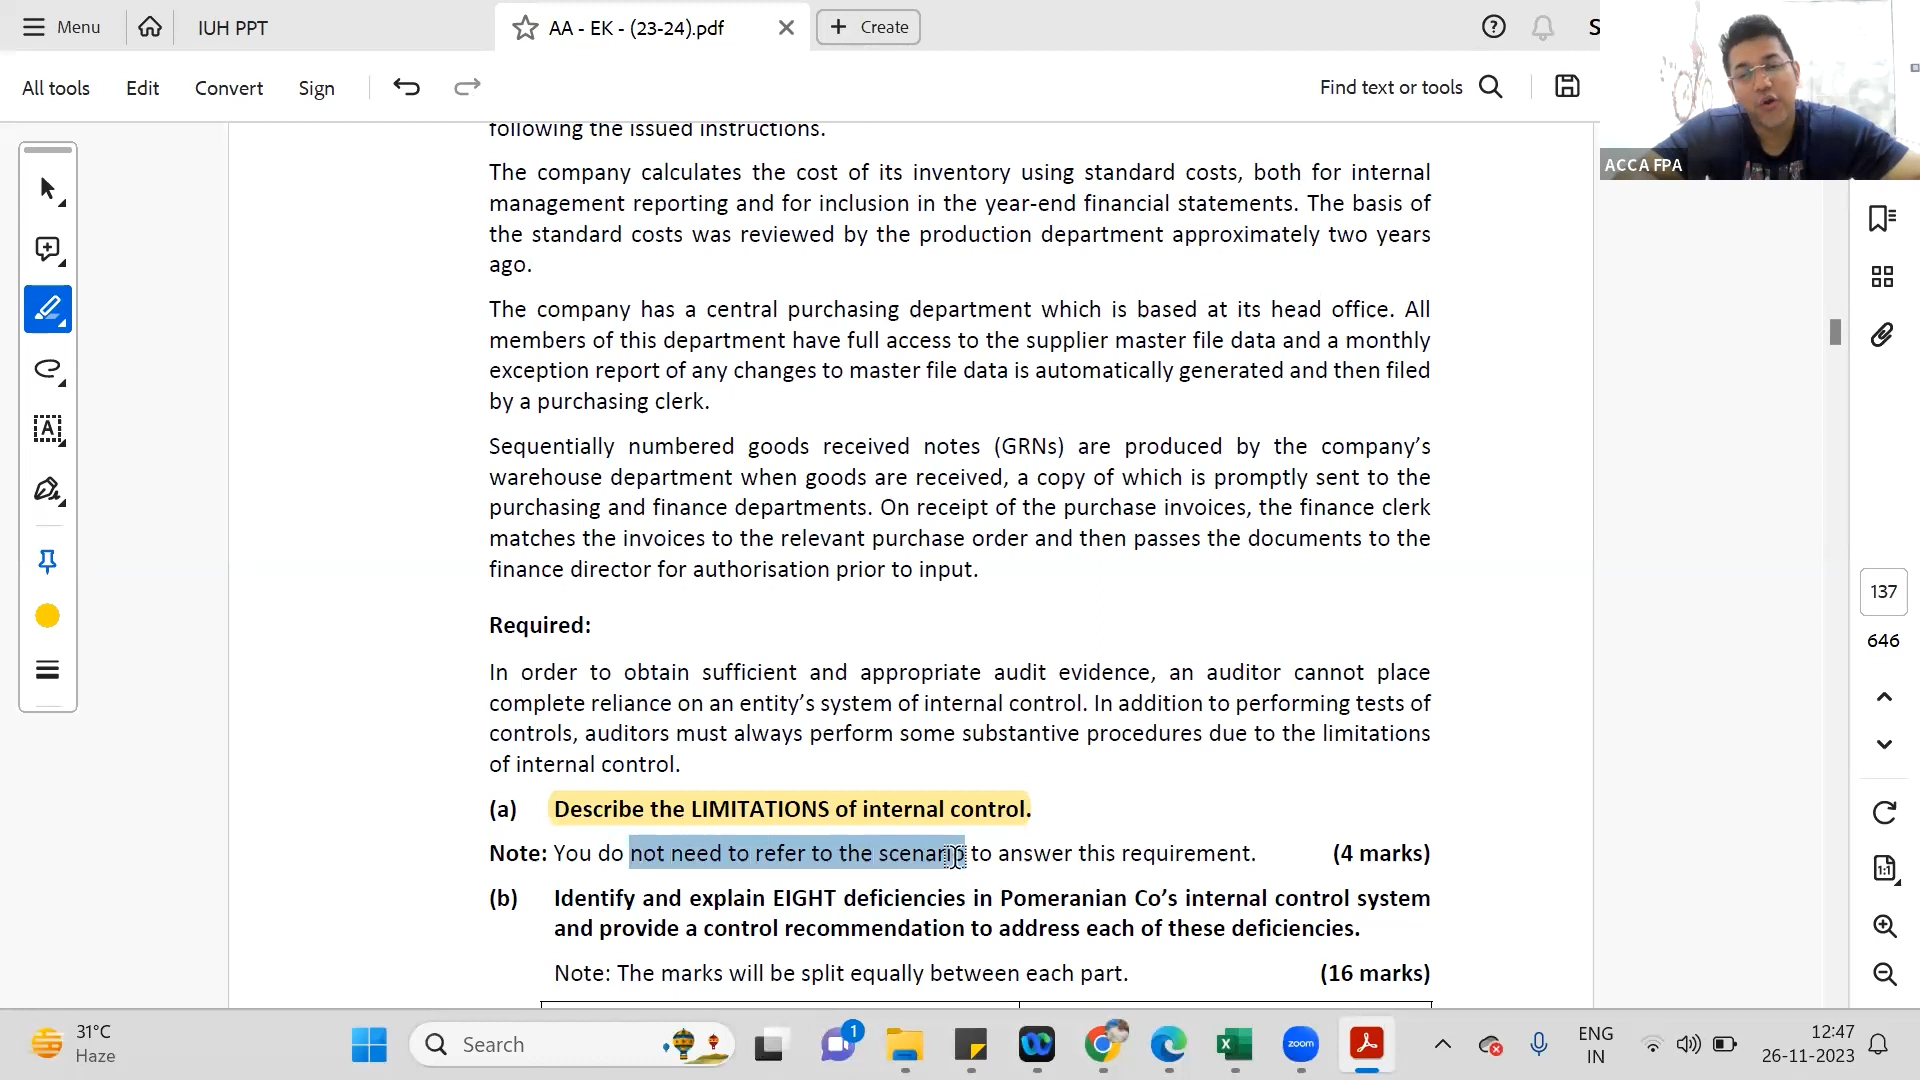 Menu
IUH PPT
AA - EK - (23-24).pdf
Create
S
All tools
Edit
Convert
Sign
Find text or tools
ACCA FPA
following the issued instructions.
The company calculates the cost of its inventory using standard costs, both for internal
management reporting and for inclusion in the year-end financial statements. The basis of
the standard costs was reviewed by the production department approximately two years
ago.
The company has a central purchasing department which is based at its head office. All
members of this department have full access to the supplier master file data and a monthly
exception report of any changes to master file data is automatically generated and then filed
by a purchasing clerk.
Sequentially numbered goods received notes (GRNs) are produced by the company's
warehouse department when goods are received, a copy of which is promptly sent to the
purchasing and finance departments. On receipt of the purchase invoices, the finance clerk
matches the invoices to the relevant purchase order and then passes the documents to the
finance director for authorisation prior to input.
Required:
In order to obtain sufficient and appropriate audit evidence, an auditor cannot place
complete reliance on an entity's system of internal control. In addition to performing tests of
controls, auditors must always perform some substantive procedures due to the limitations
of internal control.
(a) Describe the LIMITATIONS of internal control.
Note: You do not need to refer to the scenario to answer this requirement. (4 marks)
(b) Identify and explain EIGHT deficiencies in Pomeranian Co's internal control system
and provide a control recommendation to address each of these deficiencies.
Note: The marks will be split equally between each part. (16 marks)
137
646
1:1
31°C
Haze
Search
1
zoom
ENG
IN
12:47
26-11-2023